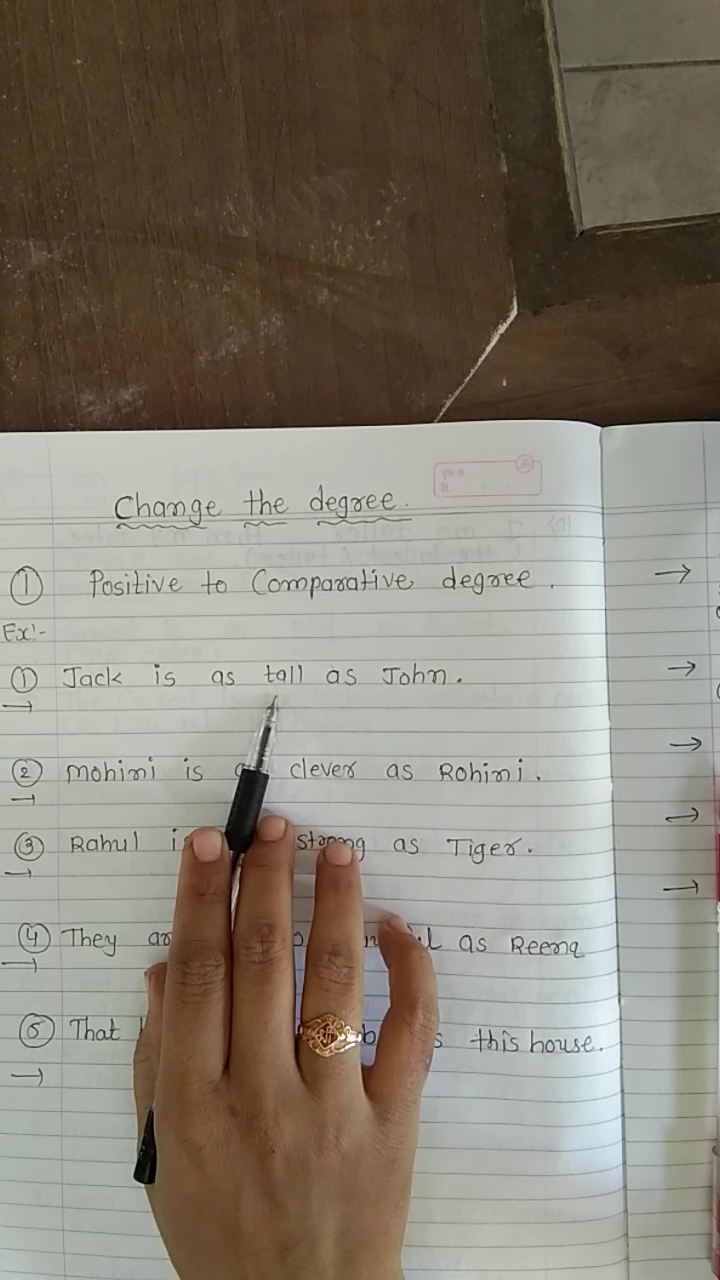 Change the degree.
① Positive to Comparative degree.
Ex:-
① Jack is as tall as John.
② Mohini is clever as Rohini.
③ Rahul strong as Tiger.
④ They as Reena
⑤ That this house.